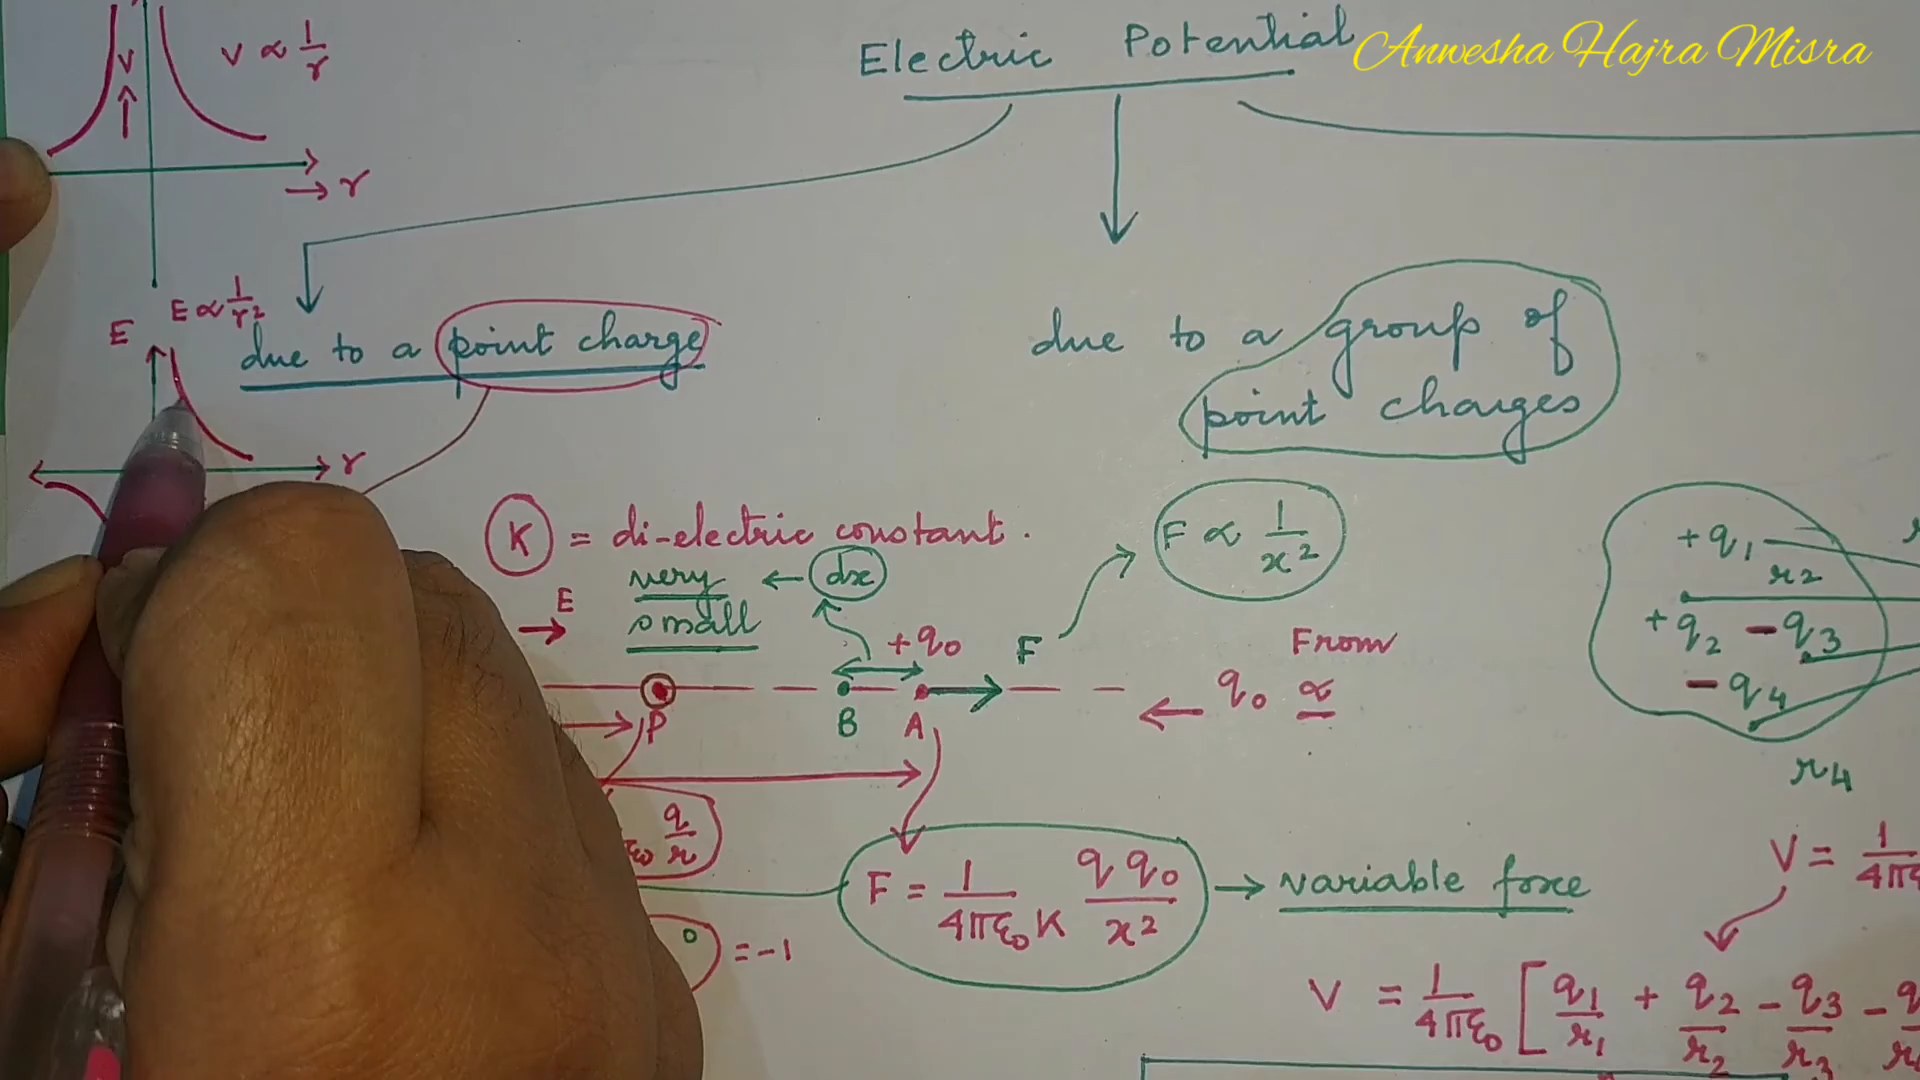 Electric Potential
Anwesha Hajra Misra
V ∝ 1/r
V
→ r
E ∝ 1/r²
E
r
due to a point charge
due to a group of
point charges
K = di-electric constant.
very ← dx
small
E
F ∝ 1/x²
+q₀
F
From
← q₀ ∝
P
B
A
+q₁
r₂
+q₂ -q₃
-q₄
r₄
q/r
F = 1/4πε₀K qq₀/x² → variable force
= -1
V = 1/4πε
V = 1/4πε₀ [q₁/r₁ + q₂/r₂ - q₃/r₃ -